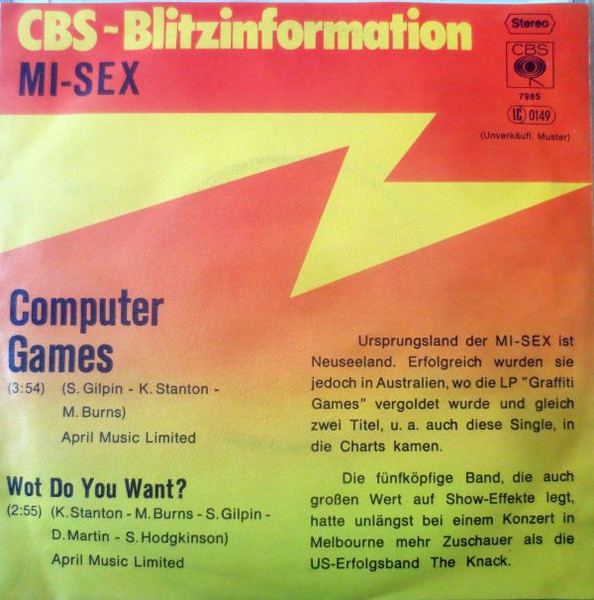 CBS~Blitzinformation
MI-SEX
Stereo
CBS
7985
LC 0149
(Unverkäufl. Muster)
Computer
Games
(3:54) (S. Gilpin - K. Stanton -
M. Burns)
April Music Limited
Wot Do You Want?
(2:55) (K. Stanton - M. Burns - S. Gilpin -
D. Martin - S. Hodgkinson)
April Music Limited
Ursprungsland der MI-SEX ist
Neuseeland. Erfolgreich wurden sie
jedoch in Australien, wo die LP "Graffiti
Games" vergoldet wurde und gleich
zwei Titel, u. a. auch diese Single, in
die Charts kamen.
Die fünfköpfige Band, die auch
großen Wert auf Show-Effekte legt,
hatte unlängst bei einem Konzert in
Melbourne mehr Zuschauer als die
US-Erfolgsband The Knack.